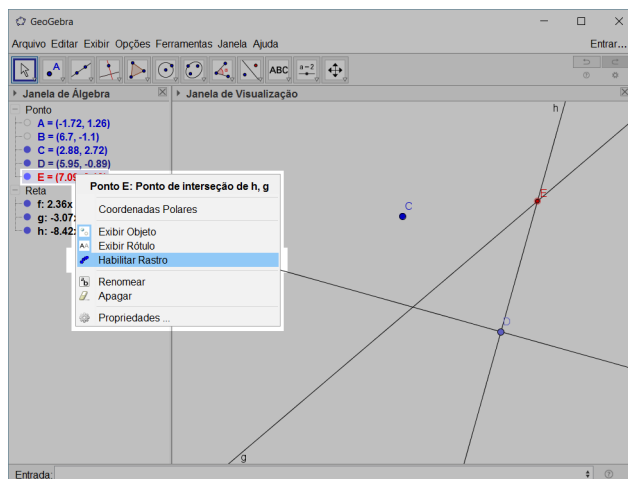 GeoGebra
Arquivo Editar Exibir Opções Ferramentas Janela Ajuda Entrar...
A ABC a=2
Janela de Álgebra Janela de Visualização
Ponto
A = (-1.72, 1.26)
B = (6.7, -1.1)
C = (2.88, 2.72)
D = (5.95, -0.89)
E = (7.09
Reta
f: 2.36x
g: -3.07
h: -8.42
Ponto E: Ponto de interseção de h, g
Coordenadas Polares
Exibir Objeto
AA Exibir Rótulo
Habilitar Rastro
Renomear
Apagar
Propriedades ...
h
E
C
D
g
Entrada: